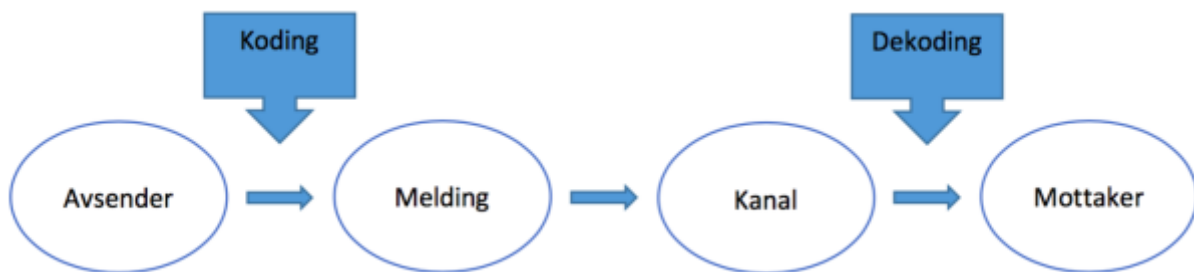 Koding
Dekoding
Avsender
Melding
Kanal
Mottaker